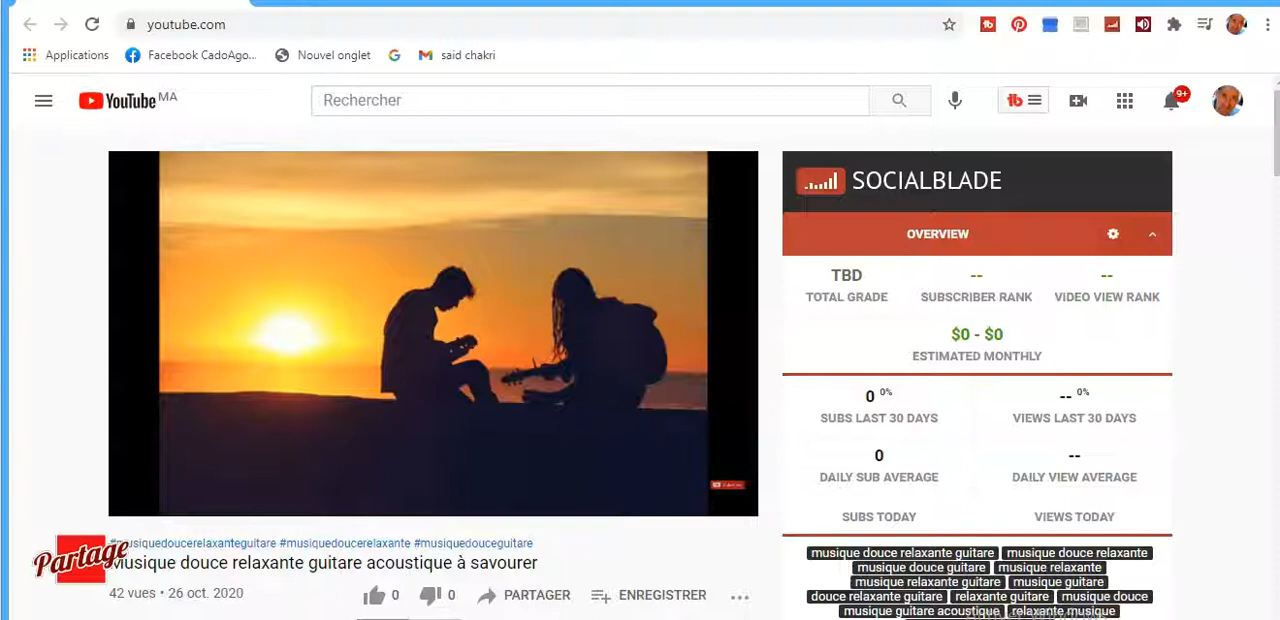 youtube.com
Applications Facebook CadoAgo... Nouvel onglet said chakri
YouTube MA Rechercher 9+
SOCIALBLADE
OVERVIEW
TBD -- --
TOTAL GRADE SUBSCRIBER RANK VIDEO VIEW RANK
$0 - $0
ESTIMATED MONTHLY
0 0% -- 0%
SUBS LAST 30 DAYS VIEWS LAST 30 DAYS
0 --
DAILY SUB AVERAGE DAILY VIEW AVERAGE
SUBS TODAY VIEWS TODAY
musique douce relaxante guitare musique douce relaxante
musique douce guitare musique relaxante
musique relaxante guitare musique guitare
douce relaxante guitare relaxante guitare musique douce
musique guitare acoustique relaxante musique
#musiquedoucerelaxanteguitare #musiquedoucerelaxante #musiquedouceguitare
Partage
Musique douce relaxante guitare acoustique à savourer
42 vues • 26 oct. 2020 0 0 PARTAGER ENREGISTRER